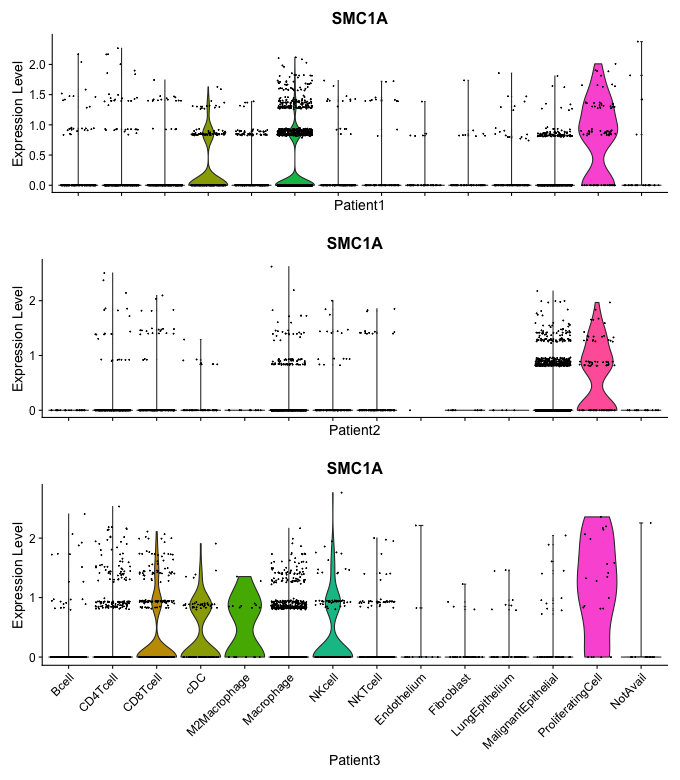 SMC1A
Expression Level
2.0
1.5
1.0
0.5
0.0
Patient1
SMC1A
Expression Level
2
1
0
Patient2
SMC1A
Expression Level
2
1
0
Bcell
CD4Tcell
CD8Tcell
cDC
M2Macrophage
Macrophage
NKcell
NKTcell
Endothelium
Fibroblast
LungEpithelium
MalignantEpithelial
ProliferatingCell
NotAvail
Patient3